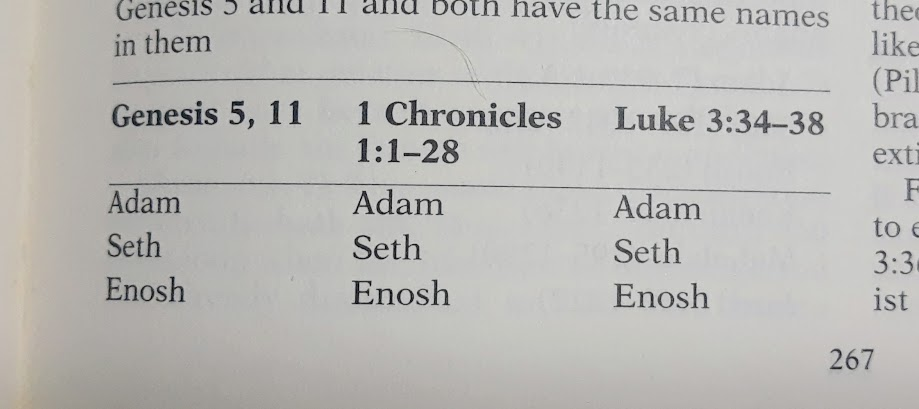 Genesis 5 and 11 and both have the same names
in them
Genesis 5, 11 1 Chronicles Luke 3:34–38
1:1–28
Adam Adam Adam
Seth Seth Seth
Enosh Enosh Enosh
267
like
(Pil
bra
exti
F
to e
3:3
ist